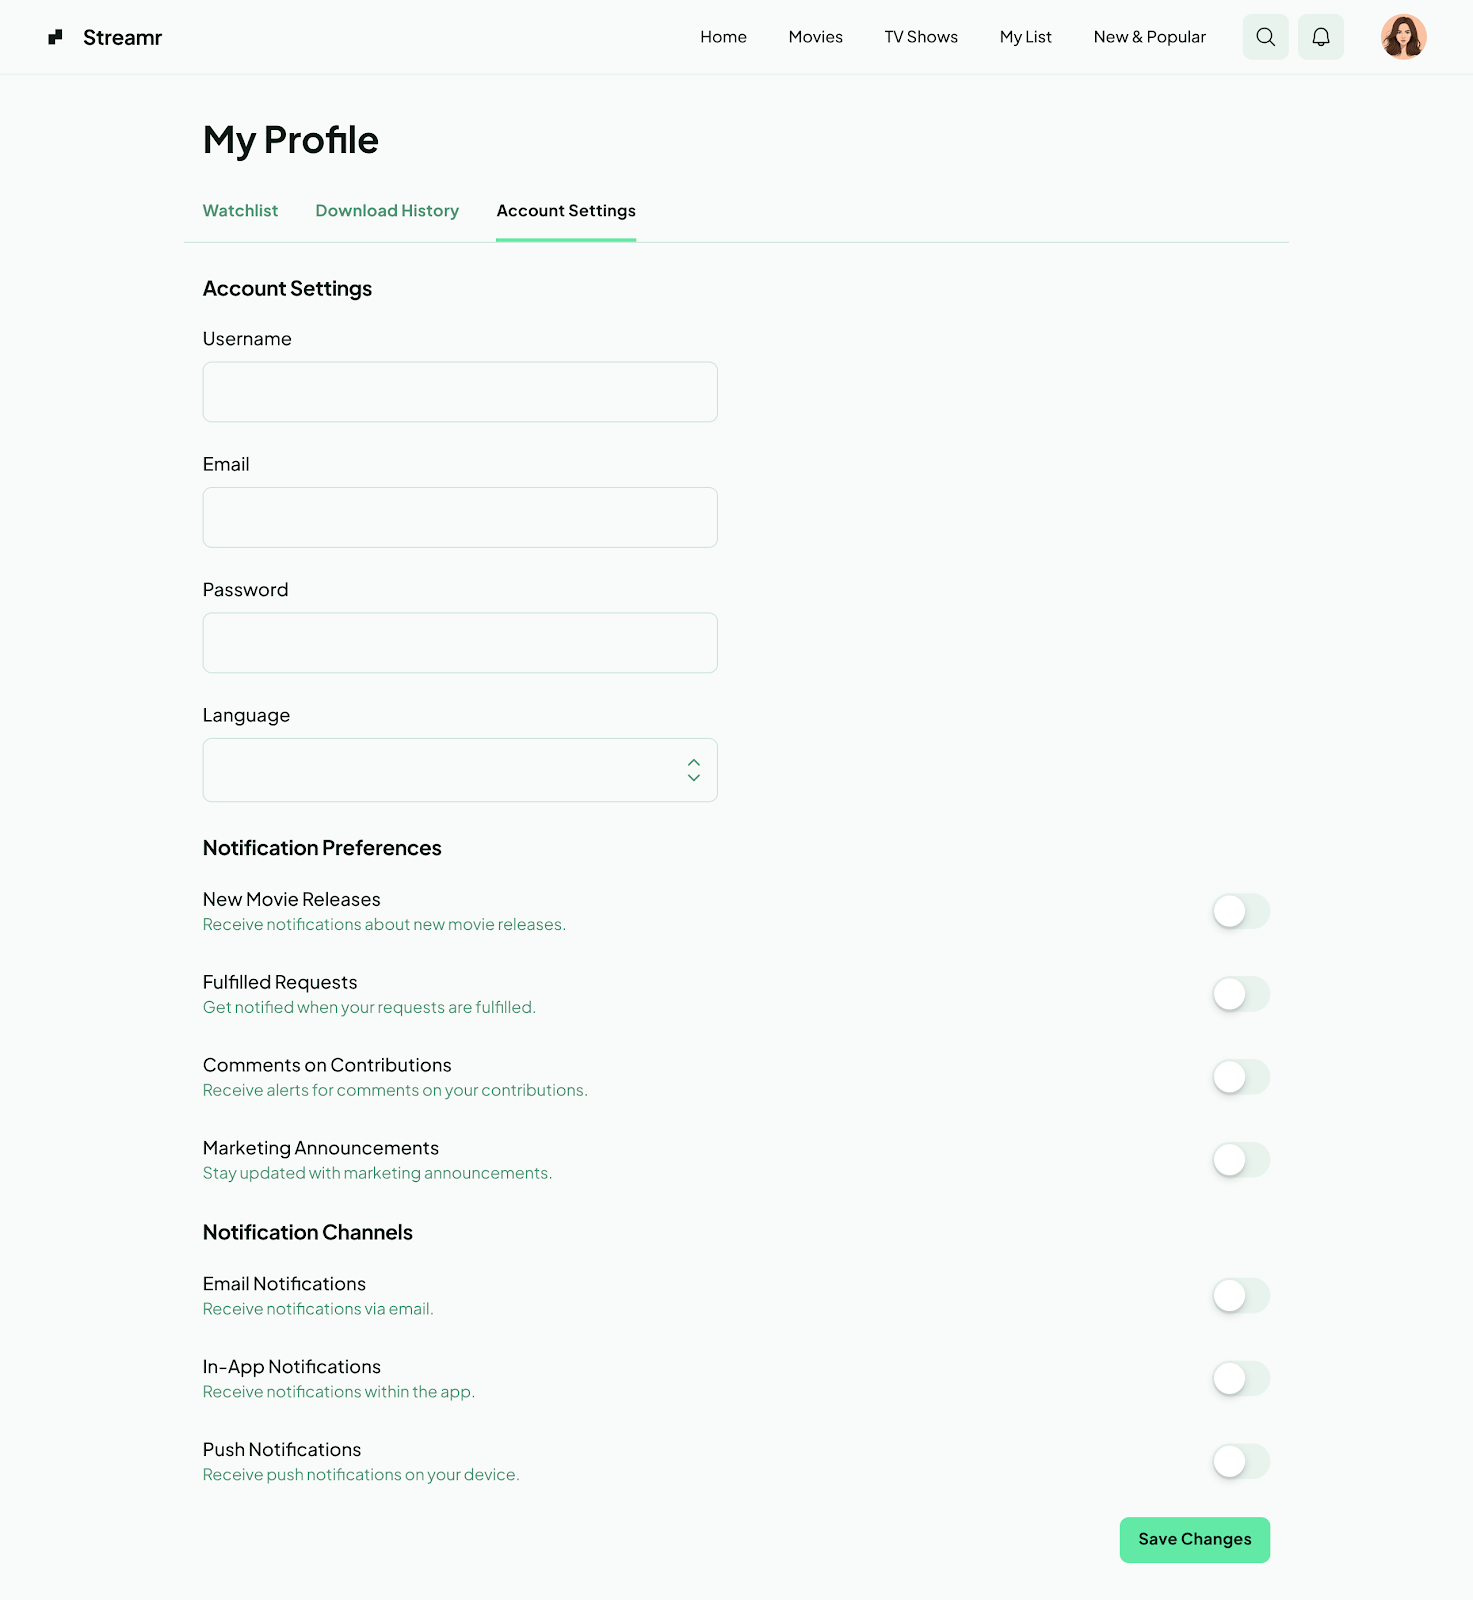 Streamr
Home
Movies
TV Shows
My List
New & Popular
My Profile
Watchlist
Download History
Account Settings
Account Settings
Username
Email
Password
Language
Notification Preferences
New Movie Releases
Receive notifications about new movie releases.
Fulfilled Requests
Get notified when your requests are fulfilled.
Comments on Contributions
Receive alerts for comments on your contributions.
Marketing Announcements
Stay updated with marketing announcements.
Notification Channels
Email Notifications
Receive notifications via email.
In-App Notifications
Receive notifications within the app.
Push Notifications
Receive push notifications on your device.
Save Changes